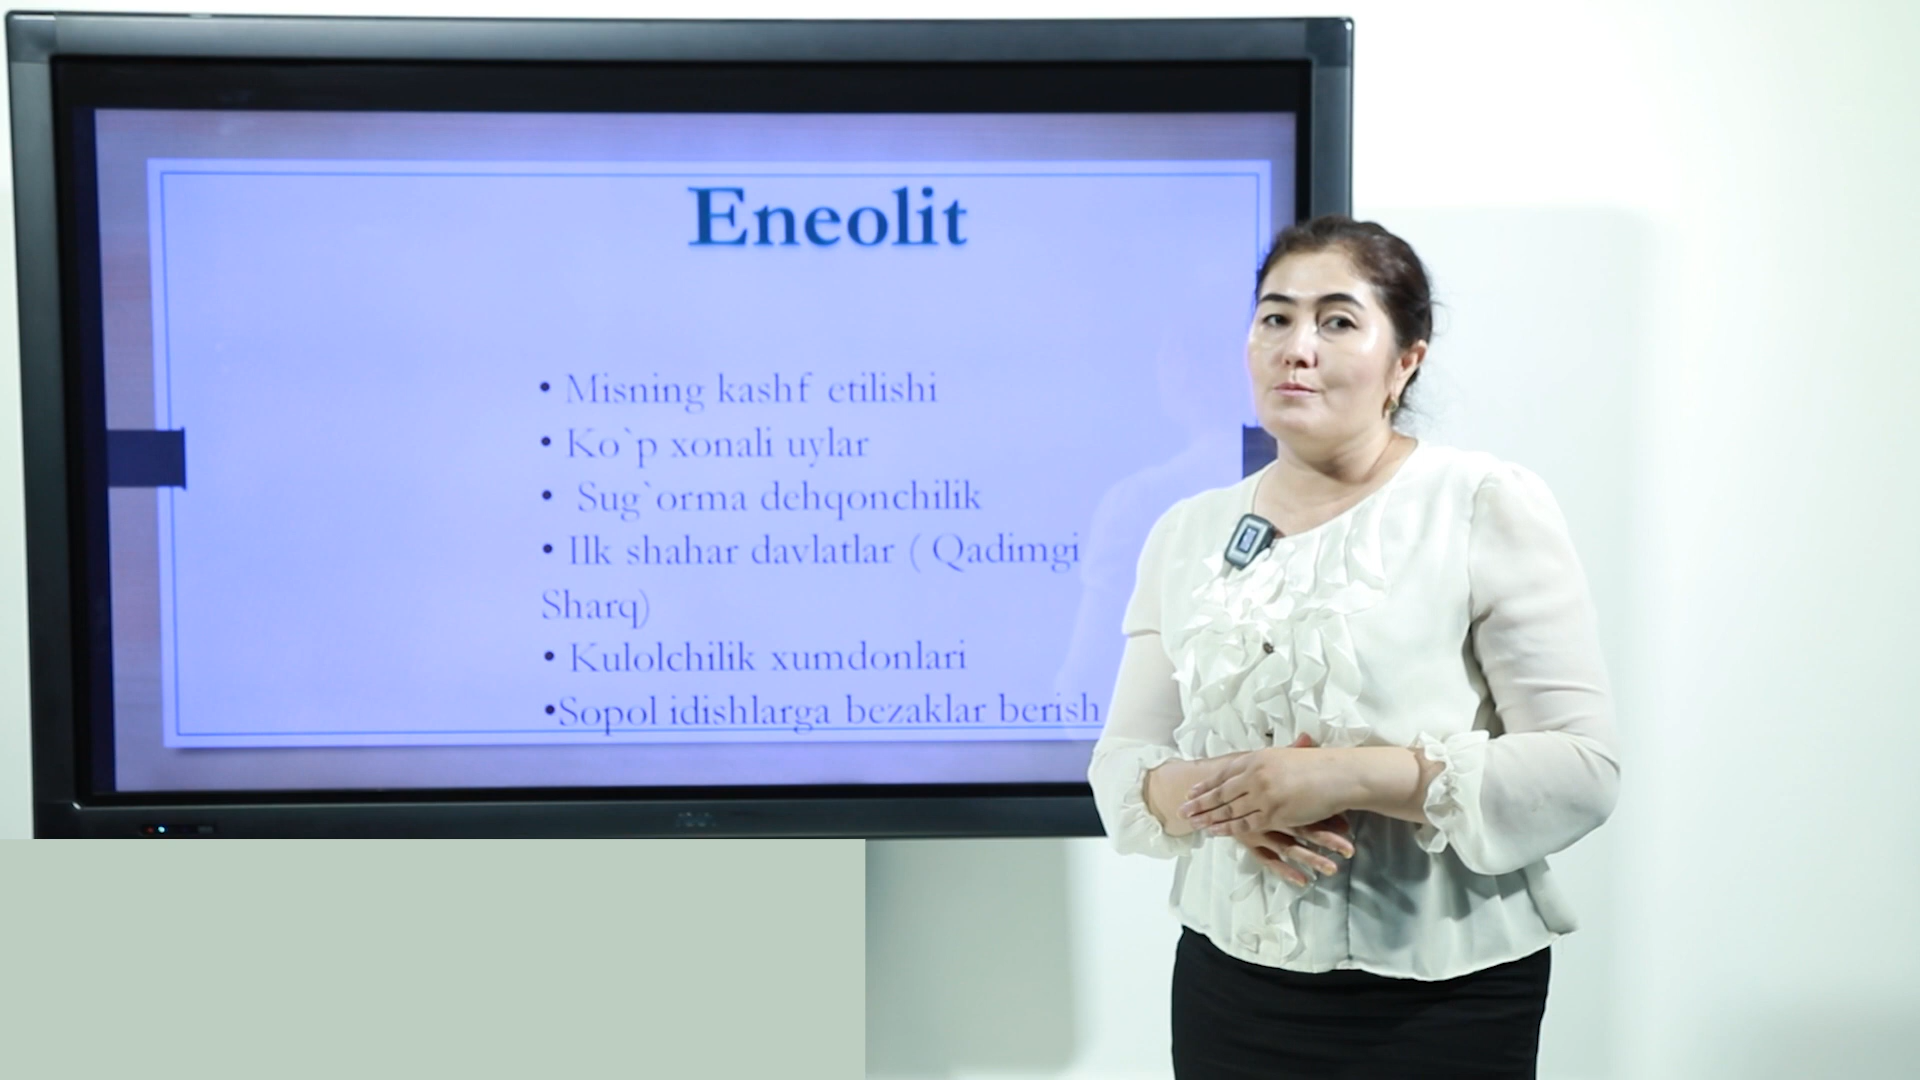 Eneolit
• Misning kashf etilishi
• Ko`p xonali uylar
• Sug`orma dehqonchilik
• Ilk shahar davlatlar ( Qadimgi
Sharq)
• Kulolchilik xumdonlari
•Sopol idishlarga bezaklar berish